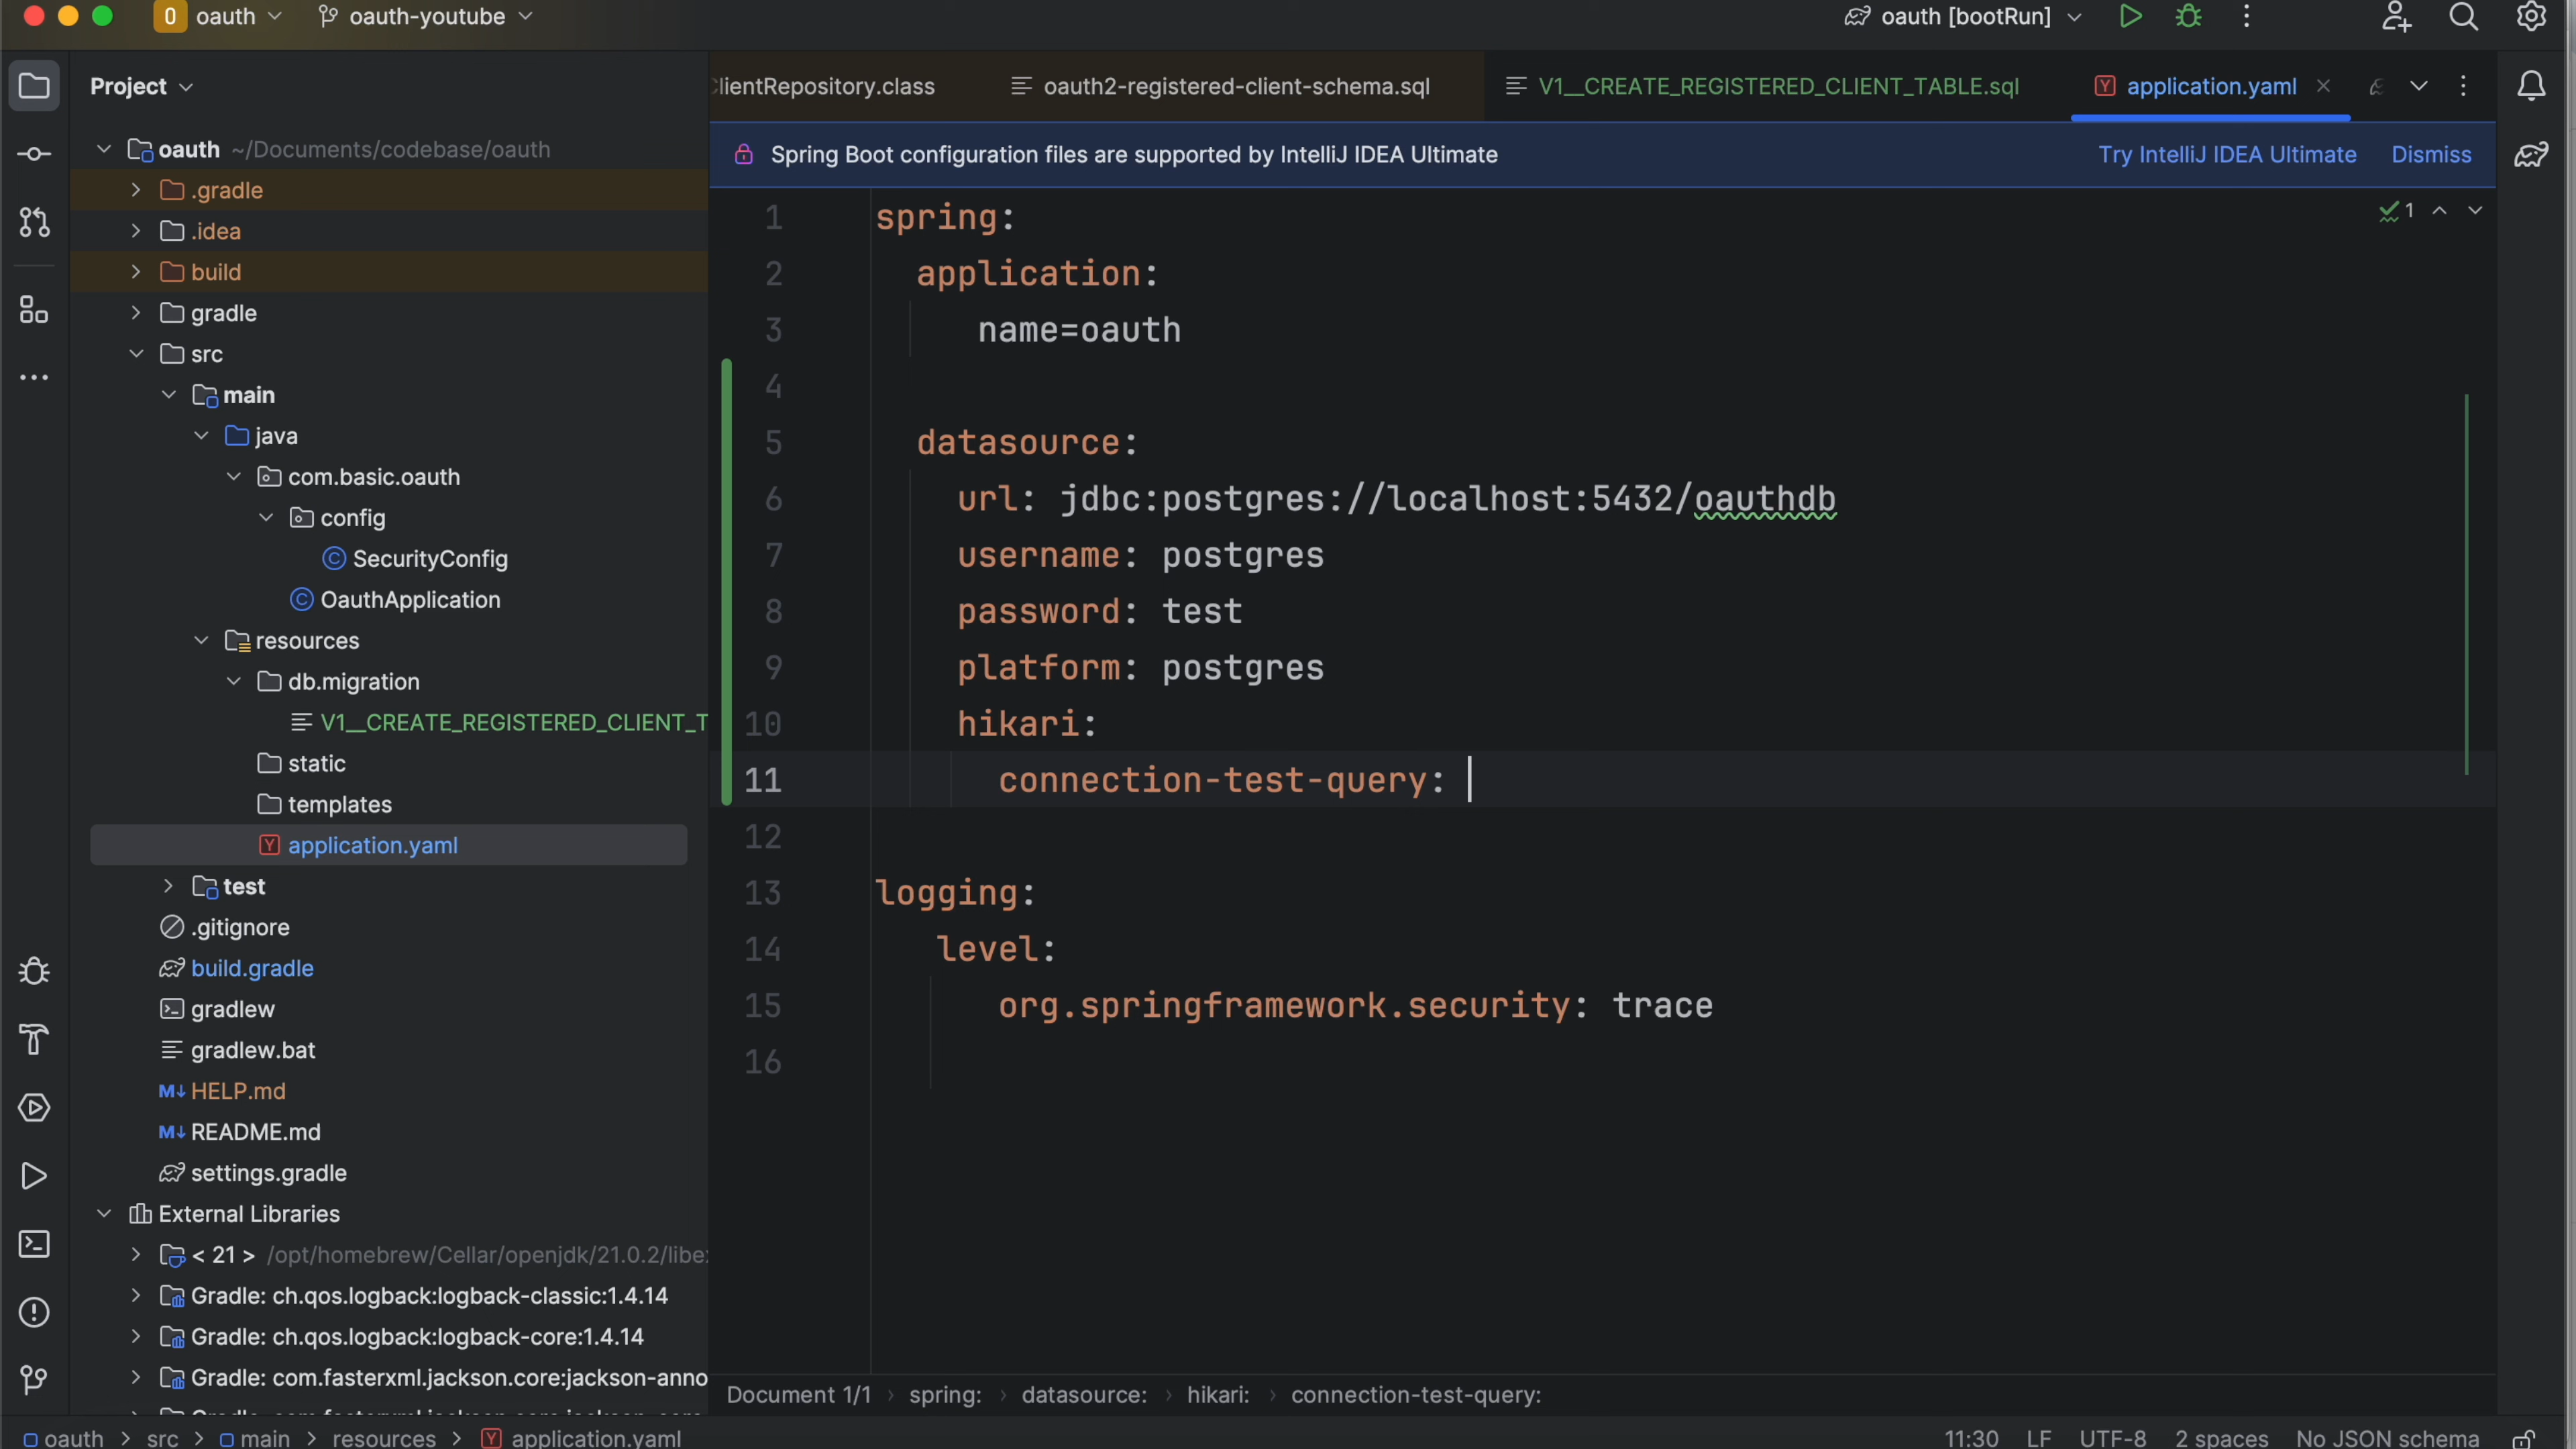 O oauth oauth-youtube oauth [bootRun]
Project
lientRepository.class oauth2-registered-client-schema.sql V1__CREATE_REGISTERED_CLIENT_TABLE.sql application.yaml
Spring Boot configuration files are supported by IntelliJ IDEA Ultimate Try IntelliJ IDEA Ultimate Dismiss
oauth ~/Documents/codebase/oauth
.gradle
.idea
build
gradle
src
main
java
com.basic.oauth
config
SecurityConfig
OauthApplication
resources
db.migration
V1__CREATE_REGISTERED_CLIENT_T
static
templates
application.yaml
test
.gitignore
build.gradle
gradlew
gradlew.bat
M↓ HELP.md
M↓ README.md
settings.gradle
External Libraries
< 21 > /opt/homebrew/Cellar/openjdk/21.0.2/libe
Gradle: ch.qos.logback:logback-classic:1.4.14
Gradle: ch.qos.logback:logback-core:1.4.14
Gradle: com.fasterxml.jackson.core:jackson-anno
1
1 spring:
2 application:
3 name=oauth
4
5 datasource:
6 url: jdbc:postgres://localhost:5432/oauthdb
7 username: postgres
8 password: test
9 platform: postgres
10 hikari:
11 connection-test-query:
12
13 logging:
14 level:
15 org.springframework.security: trace
16
Document 1/1 › spring: › datasource: › hikari: › connection-test-query:
oauth > src > main > resources > application.yaml 11:30 LF UTF-8 2 spaces No JSON schema